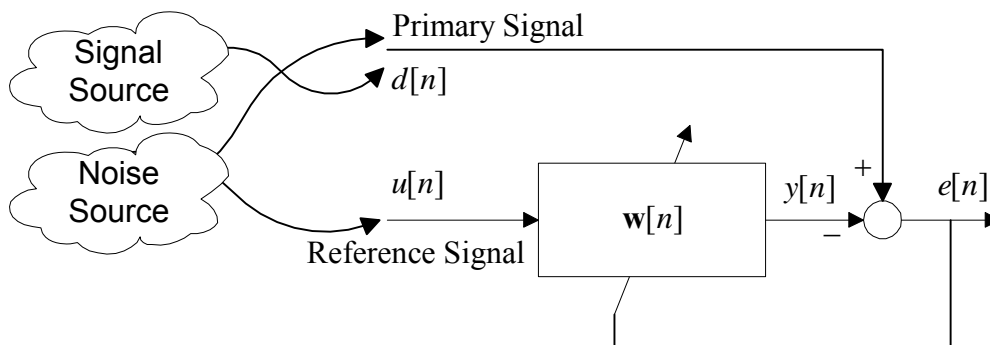 Signal
Source
Primary Signal
d[n]
Noise
Source
u[n]
Reference Signal
w[n]
y[n]
+
−
e[n]